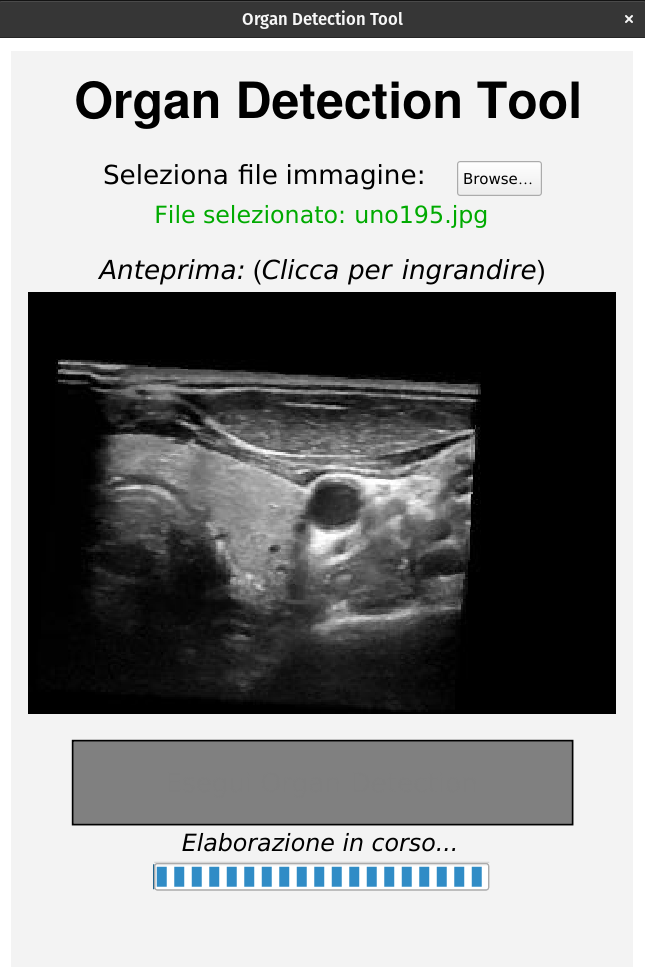 Organ Detection Tool
×
Organ Detection Tool
Seleziona file immagine:
Browse...
File selezionato: uno195.jpg
Anteprima: (Clicca per ingrandire)
Elaborazione in corso...